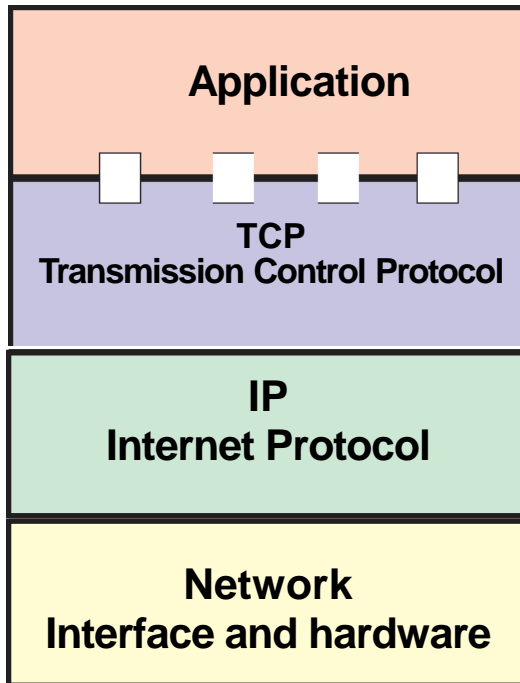 Application
TCP
Transmission Control Protocol
IP
Internet Protocol
Network
Interface and hardware